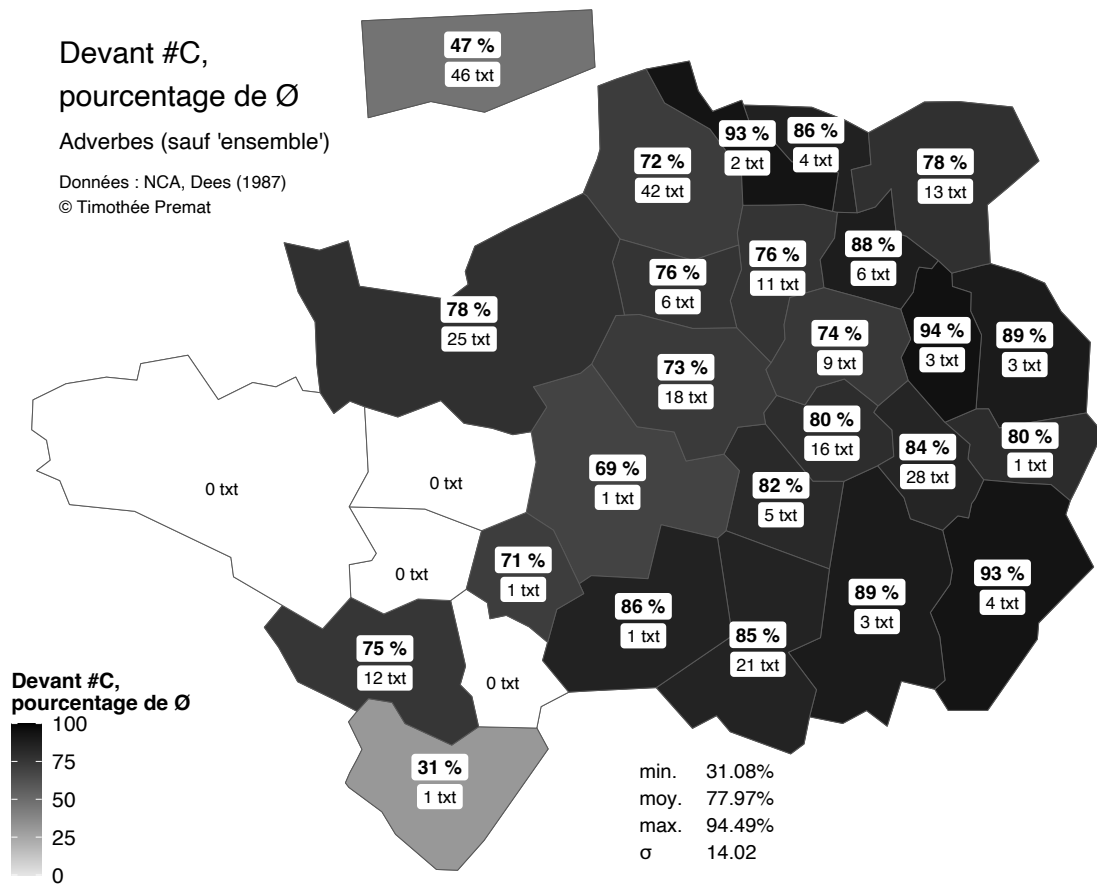 Devant #C,
pourcentage de Ø
Adverbes (sauf 'ensemble')
Données : NCA, Dees (1987)
© Timothée Premat
47 %
46 txt
93 %
2 txt
86 %
4 txt
72 %
42 txt
78 %
13 txt
88 %
6 txt
76 %
11 txt
76 %
6 txt
78 %
25 txt
74 %
9 txt
94 %
3 txt
89 %
3 txt
73 %
18 txt
80 %
16 txt
84 %
28 txt
80 %
1 txt
69 %
1 txt
82 %
5 txt
0 txt
0 txt
71 %
1 txt
0 txt
93 %
4 txt
89 %
3 txt
86 %
1 txt
85 %
21 txt
75 %
12 txt
0 txt
31 %
1 txt
Devant #C,
pourcentage de Ø
100
75
50
25
0
min. 31.08%
moy. 77.97%
max. 94.49%
σ 14.02